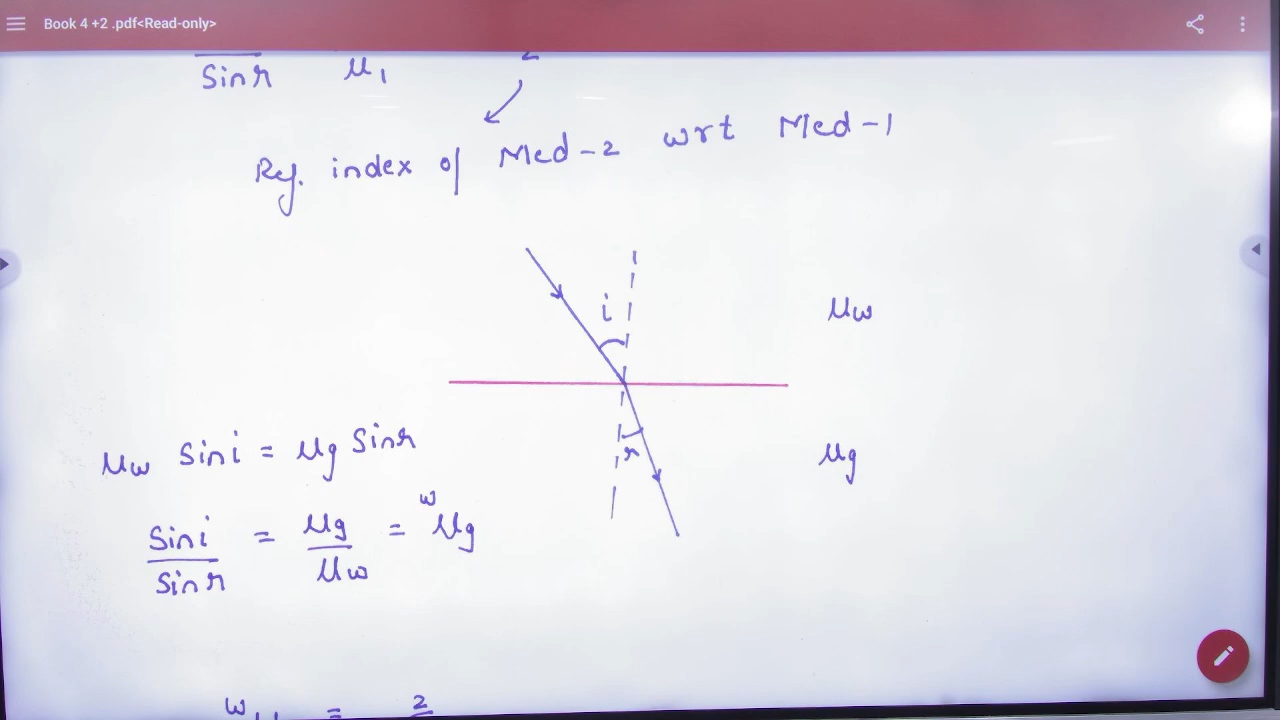 Book 4 +2 .pdf<Read-only>
Sinr μ₁
Ref. index of Med-2 wrt Med-1
i
μw
r
μg
μw Sin i = μg Sin r
Sin i / Sin r = μg / μw = ʷμg